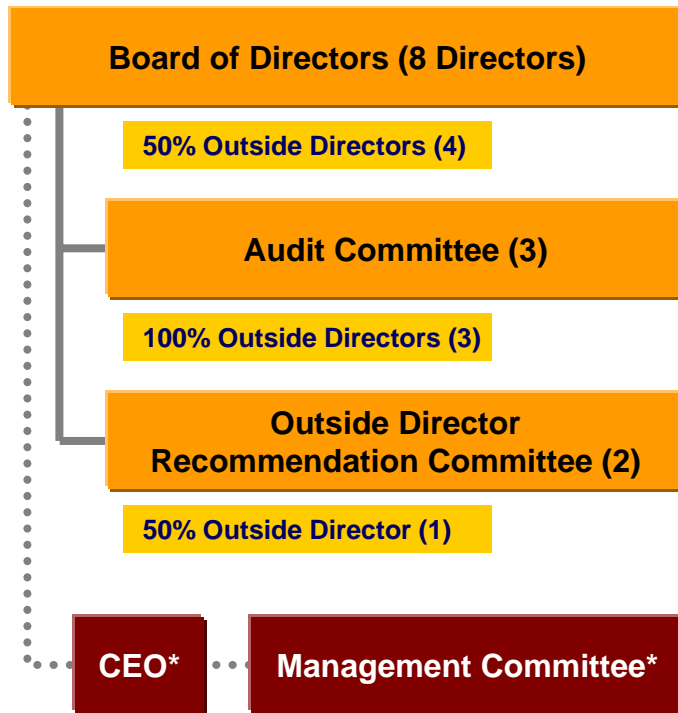 Board of Directors (8 Directors)
50% Outside Directors (4)
Audit Committee (3)
100% Outside Directors (3)
Outside Director
Recommendation Committee (2)
50% Outside Director (1)
CEO*
Management Committee*